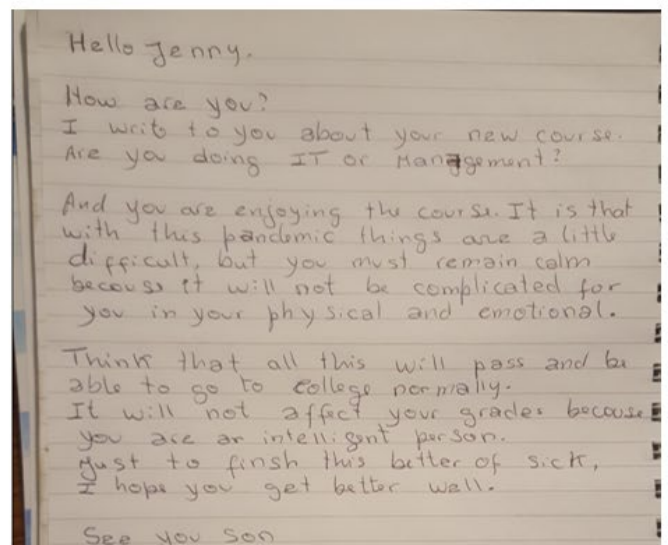 Hello Jenny.
How are you?
I write to you about your new course.
Are you doing IT or Management?
And you are enjoying the course. It is that
with this pandemic things are a little
difficult, but you must remain calm
becouse it will not be complicated for
you in your physical and emotional.
Think that all this will pass and be
able to go to college normally.
It will not affect your grades becouse
you are an intelligent person.
Just to finsh this better of sick,
I hope you get better well.
See you son